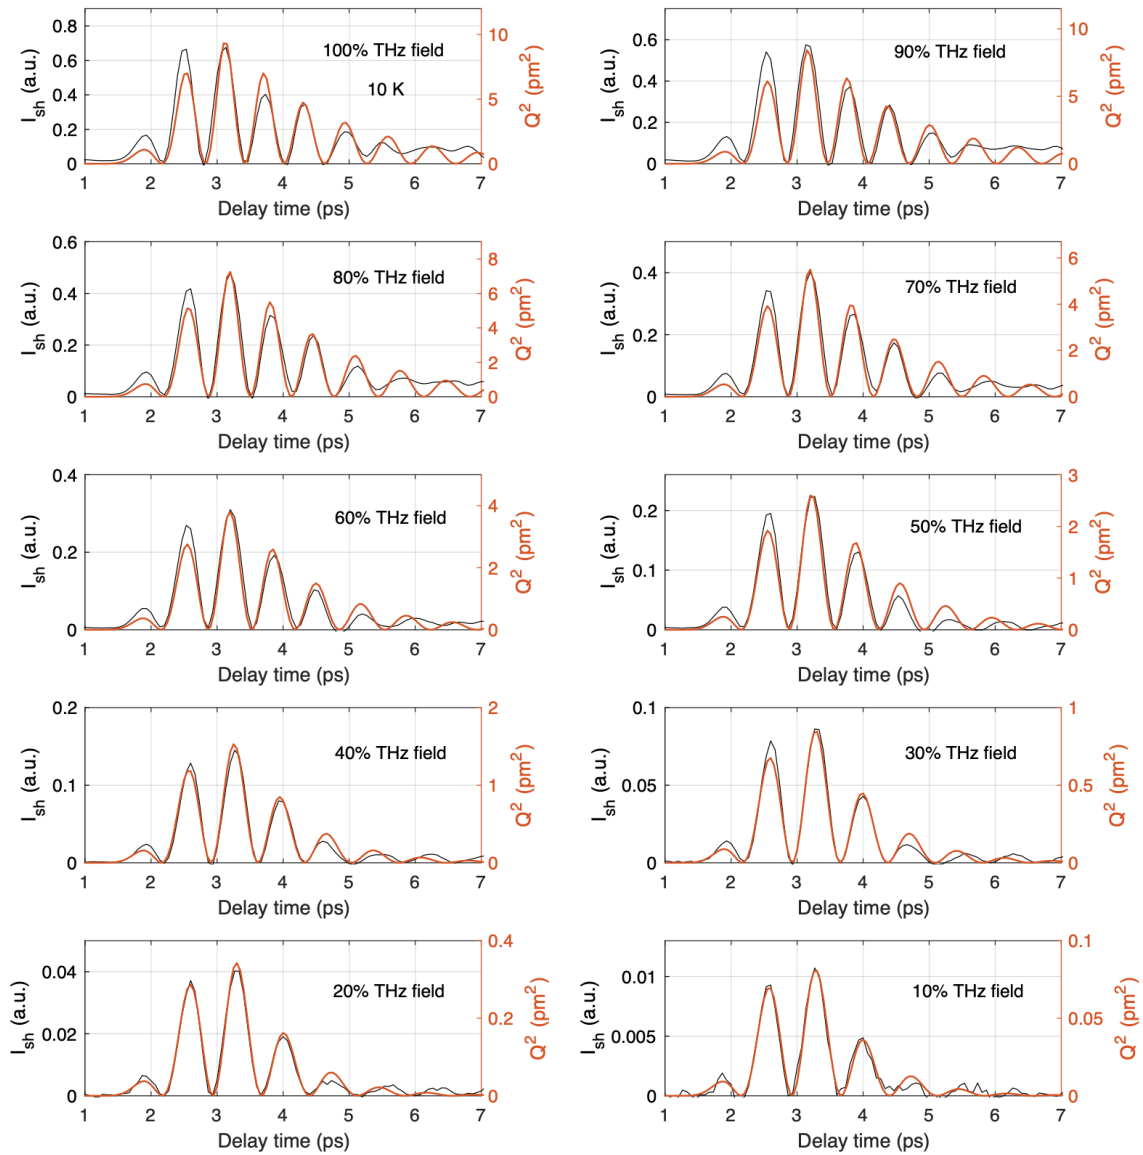 100% THz field
10 K
I_sh (a.u.)
0 0.2 0.4 0.6 0.8
Q² (pm²)
0 5 10
1 2 3 4 5 6 7
Delay time (ps)
90% THz field
I_sh (a.u.)
0 0.2 0.4 0.6
Q² (pm²)
0 5 10
1 2 3 4 5 6 7
Delay time (ps)
80% THz field
I_sh (a.u.)
0 0.2 0.4 0.6
Q² (pm²)
0 2 4 6 8
1 2 3 4 5 6 7
Delay time (ps)
70% THz field
I_sh (a.u.)
0 0.2 0.4
Q² (pm²)
0 2 4 6
1 2 3 4 5 6 7
Delay time (ps)
60% THz field
I_sh (a.u.)
0 0.2 0.4
Q² (pm²)
0 2 4
1 2 3 4 5 6 7
Delay time (ps)
50% THz field
I_sh (a.u.)
0 0.1 0.2
Q² (pm²)
0 1 2 3
1 2 3 4 5 6 7
Delay time (ps)
40% THz field
I_sh (a.u.)
0 0.1 0.2
Q² (pm²)
0 1 2
1 2 3 4 5 6 7
Delay time (ps)
30% THz field
I_sh (a.u.)
0 0.05 0.1
Q² (pm²)
0 0.5 1
1 2 3 4 5 6 7
Delay time (ps)
20% THz field
I_sh (a.u.)
0 0.02 0.04
Q² (pm²)
0 0.2 0.4
1 2 3 4 5 6 7
Delay time (ps)
10% THz field
I_sh (a.u.)
0 0.005 0.01
Q² (pm²)
0 0.05 0.1
1 2 3 4 5 6 7
Delay time (ps)